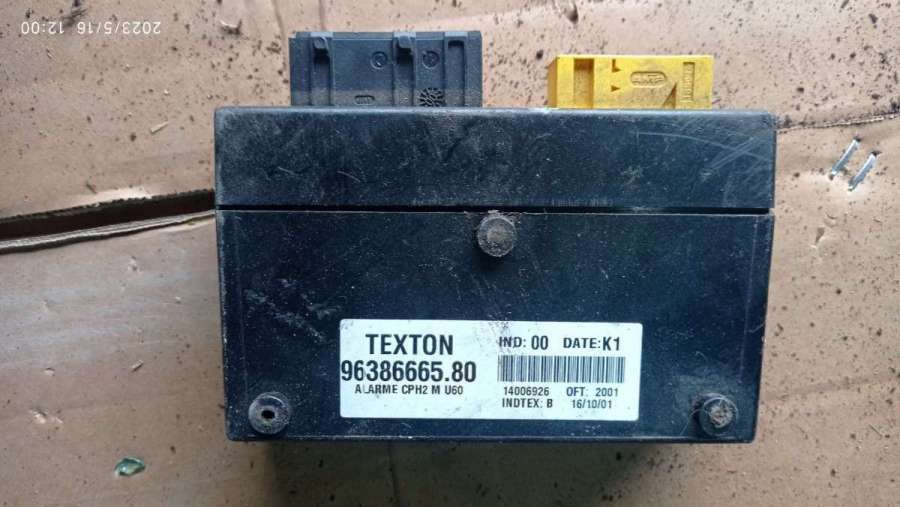 2023/5/16 12:00
AMP
TEXTON
96386665.80
ALARME CPH2 M U60
IND: 00 DATE: K1
14006926 OFT: 2001
INDTEX: B 16/10/01